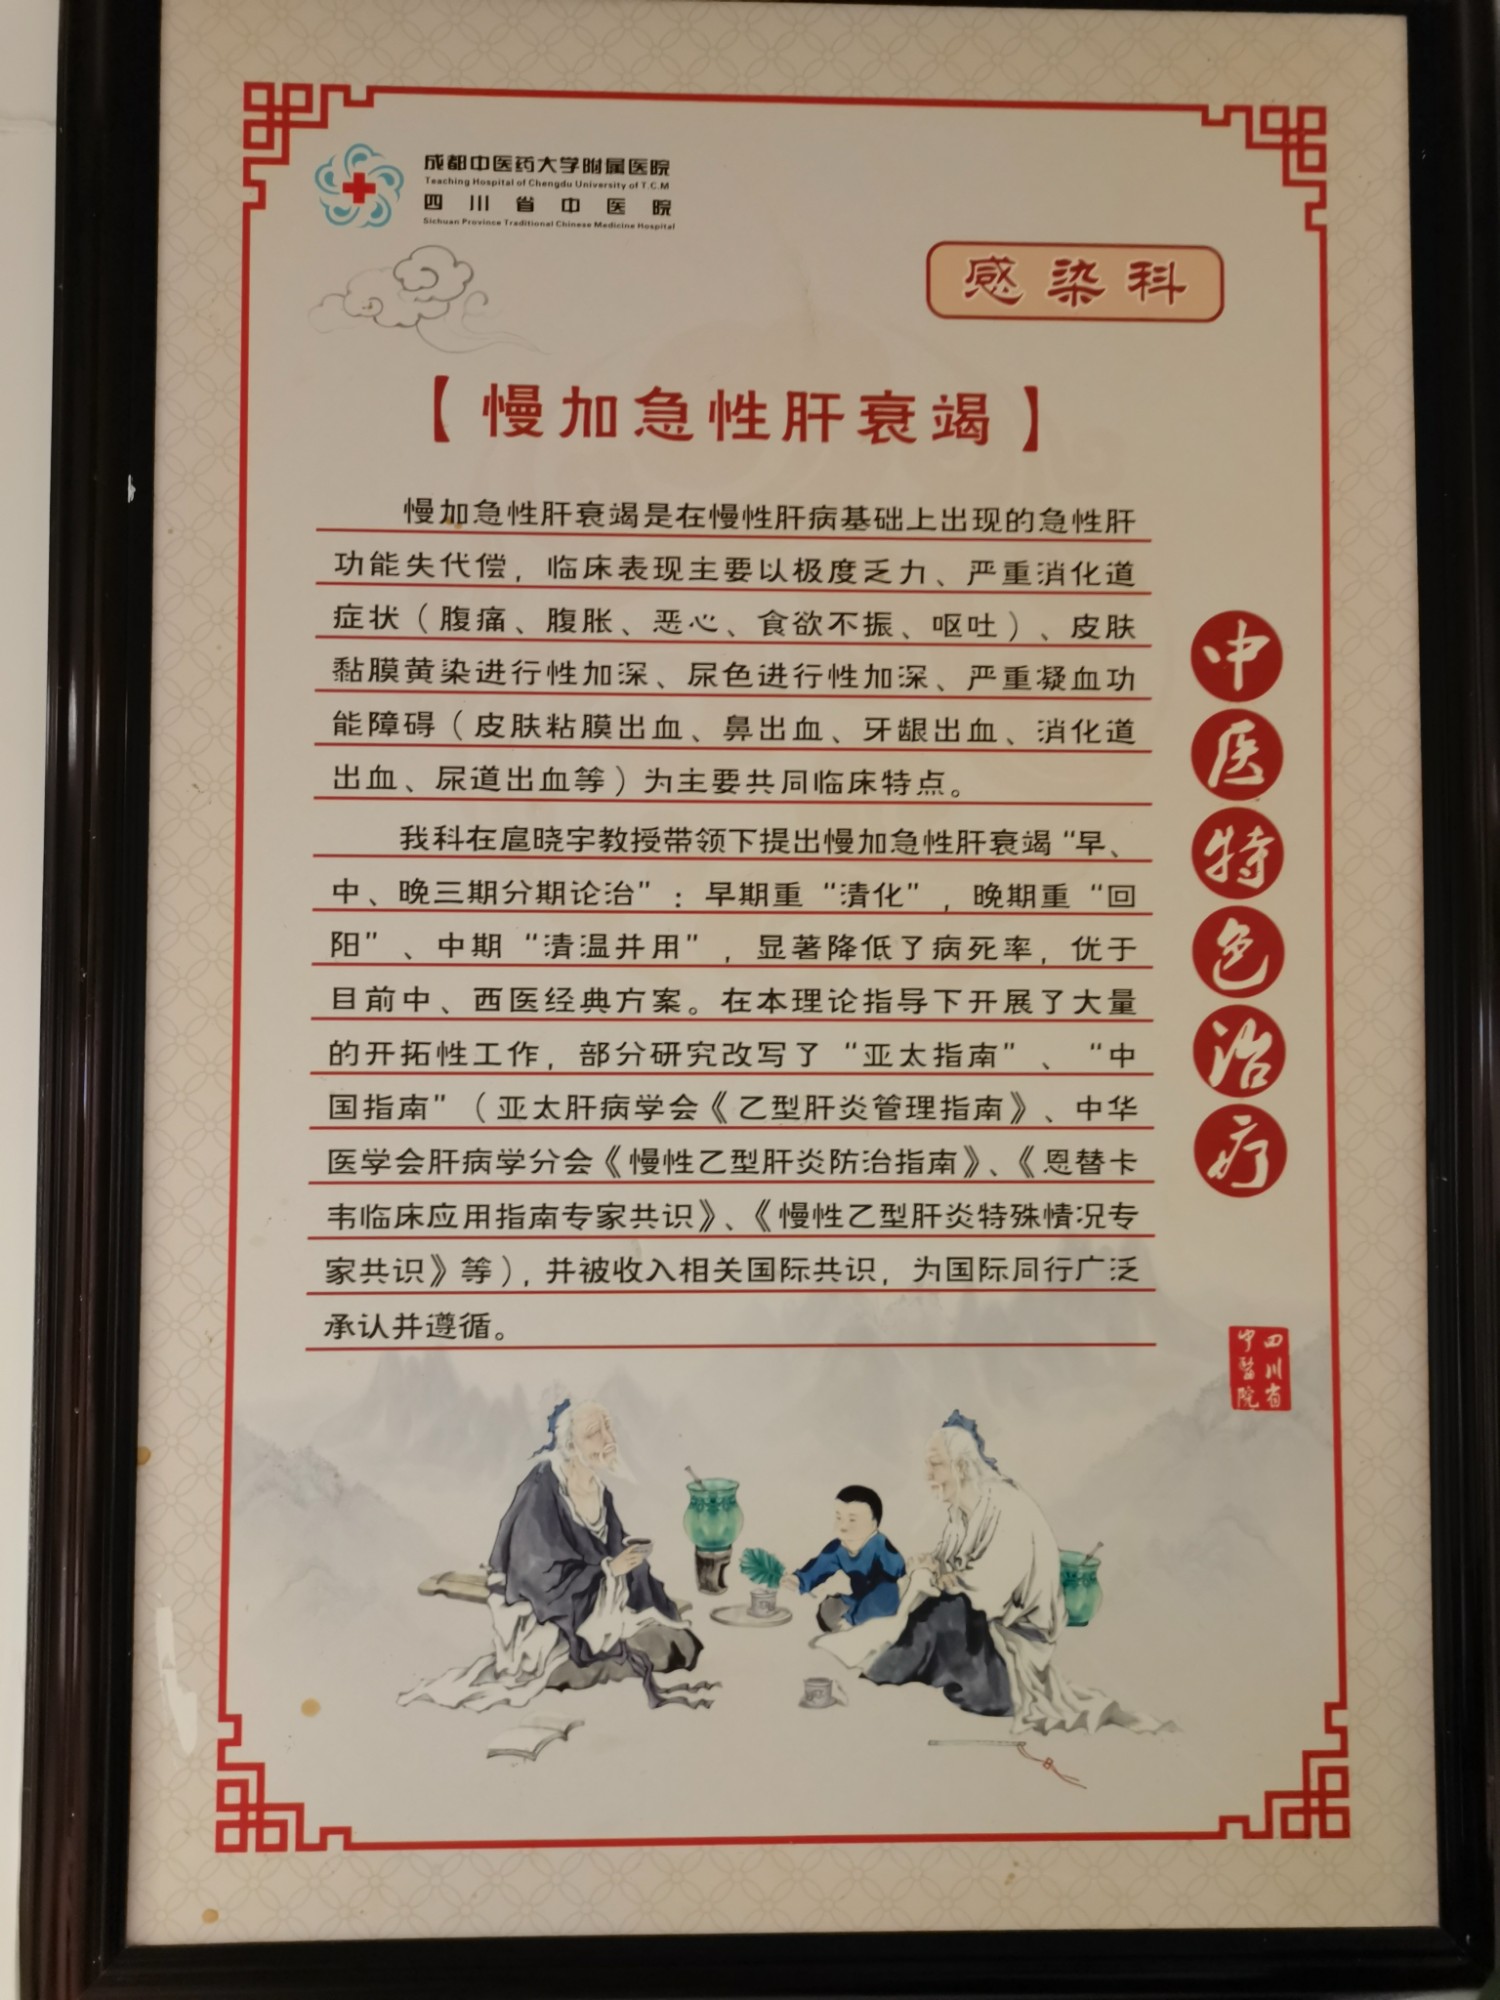 成都中医药大学附属医院
Teaching Hospital of Chengdu University of T.C.M
四川省中医院
Sichuan Province Traditional Chinese Medicine Hospital
感染科
【慢加急性肝衰竭】
慢加急性肝衰竭是在慢性肝病基础上出现的急性肝
功能失代偿，临床表现主要以极度乏力、严重消化道
症状（腹痛、腹胀、恶心、食欲不振、呕吐）、皮肤
黏膜黄染进行性加深、尿色进行性加深、严重凝血功
能障碍（皮肤粘膜出血、鼻出血、牙龈出血、消化道
出血、尿道出血等）为主要共同临床特点。
我科在扈晓宇教授带领下提出慢加急性肝衰竭“早、
中、晚三期分期论治”：早期重“清化”，晚期重“回
阳”、中期“清温并用”，显著降低了病死率，优于
目前中、西医经典方案。在本理论指导下开展了大量
的开拓性工作，部分研究改写了“亚太指南”、“中
国指南”（亚太肝病学会《乙型肝炎管理指南》、中华
医学会肝病学分会《慢性乙型肝炎防治指南》、《恩替卡
韦临床应用指南专家共识》、《慢性乙型肝炎特殊情况专
家共识》等），并被收入相关国际共识，为国际同行广泛
承认并遵循。
中医特色治疗
四川省
中醫院